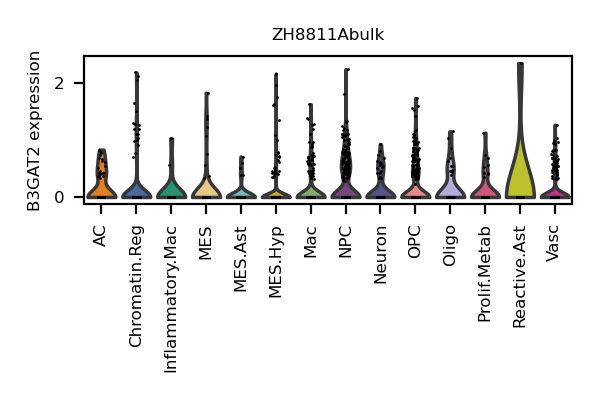 ZH8811Abulk
B3GAT2 expression
2
0
AC
Chromatin.Reg
Inflammatory.Mac
MES
MES.Ast
MES.Hyp
Mac
NPC
Neuron
OPC
Oligo
Prolif.Metab
Reactive.Ast
Vasc